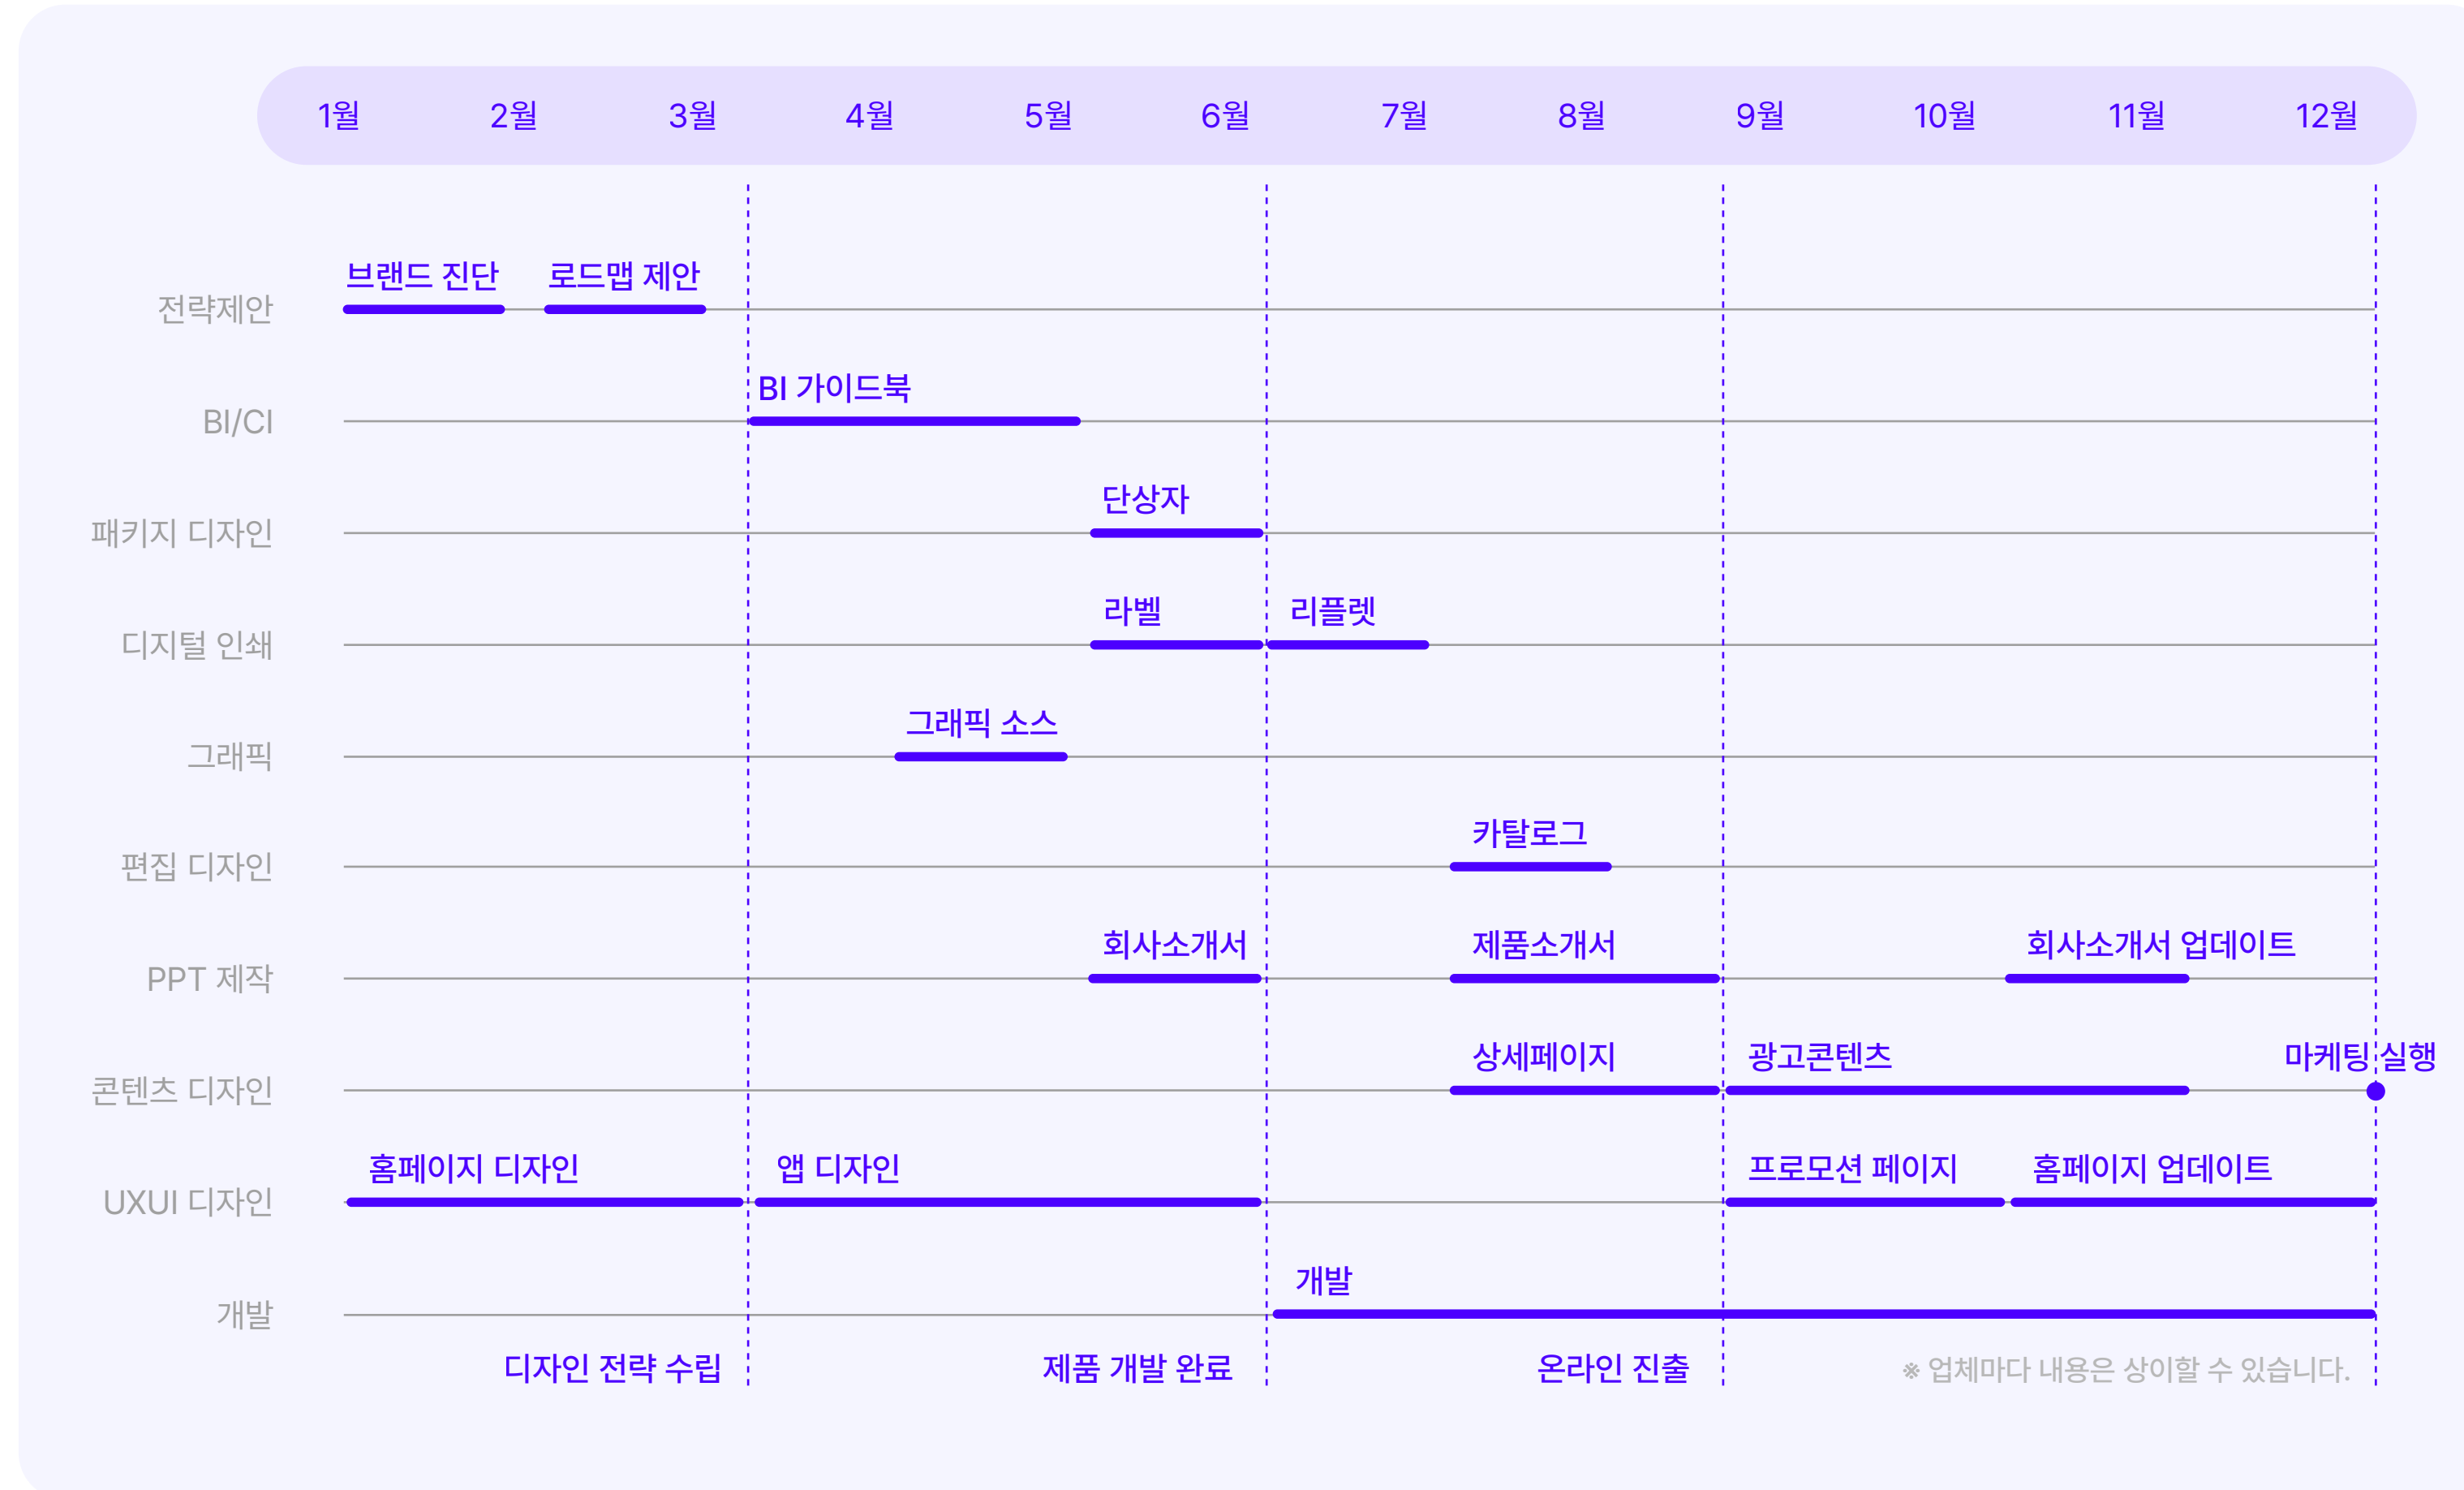 1월 2월 3월 4월 5월 6월 7월 8월 9월 10월 11월 12월
브랜드 진단 로드맵 제안
전략제안
BI 가이드북
BI/CI
단상자
패키지 디자인
라벨 리플렛
디지털 인쇄
그래픽 소스
그래픽
카탈로그
편집 디자인
회사소개서 제품소개서 회사소개서 업데이트
PPT 제작
상세페이지 광고콘텐츠 마케팅 실행
콘텐츠 디자인
홈페이지 디자인 앱 디자인 프로모션 페이지 홈페이지 업데이트
UXUI 디자인
개발
개발
디자인 전략 수립 제품 개발 완료 온라인 진출 ※ 업체마다 내용은 상이할 수 있습니다.